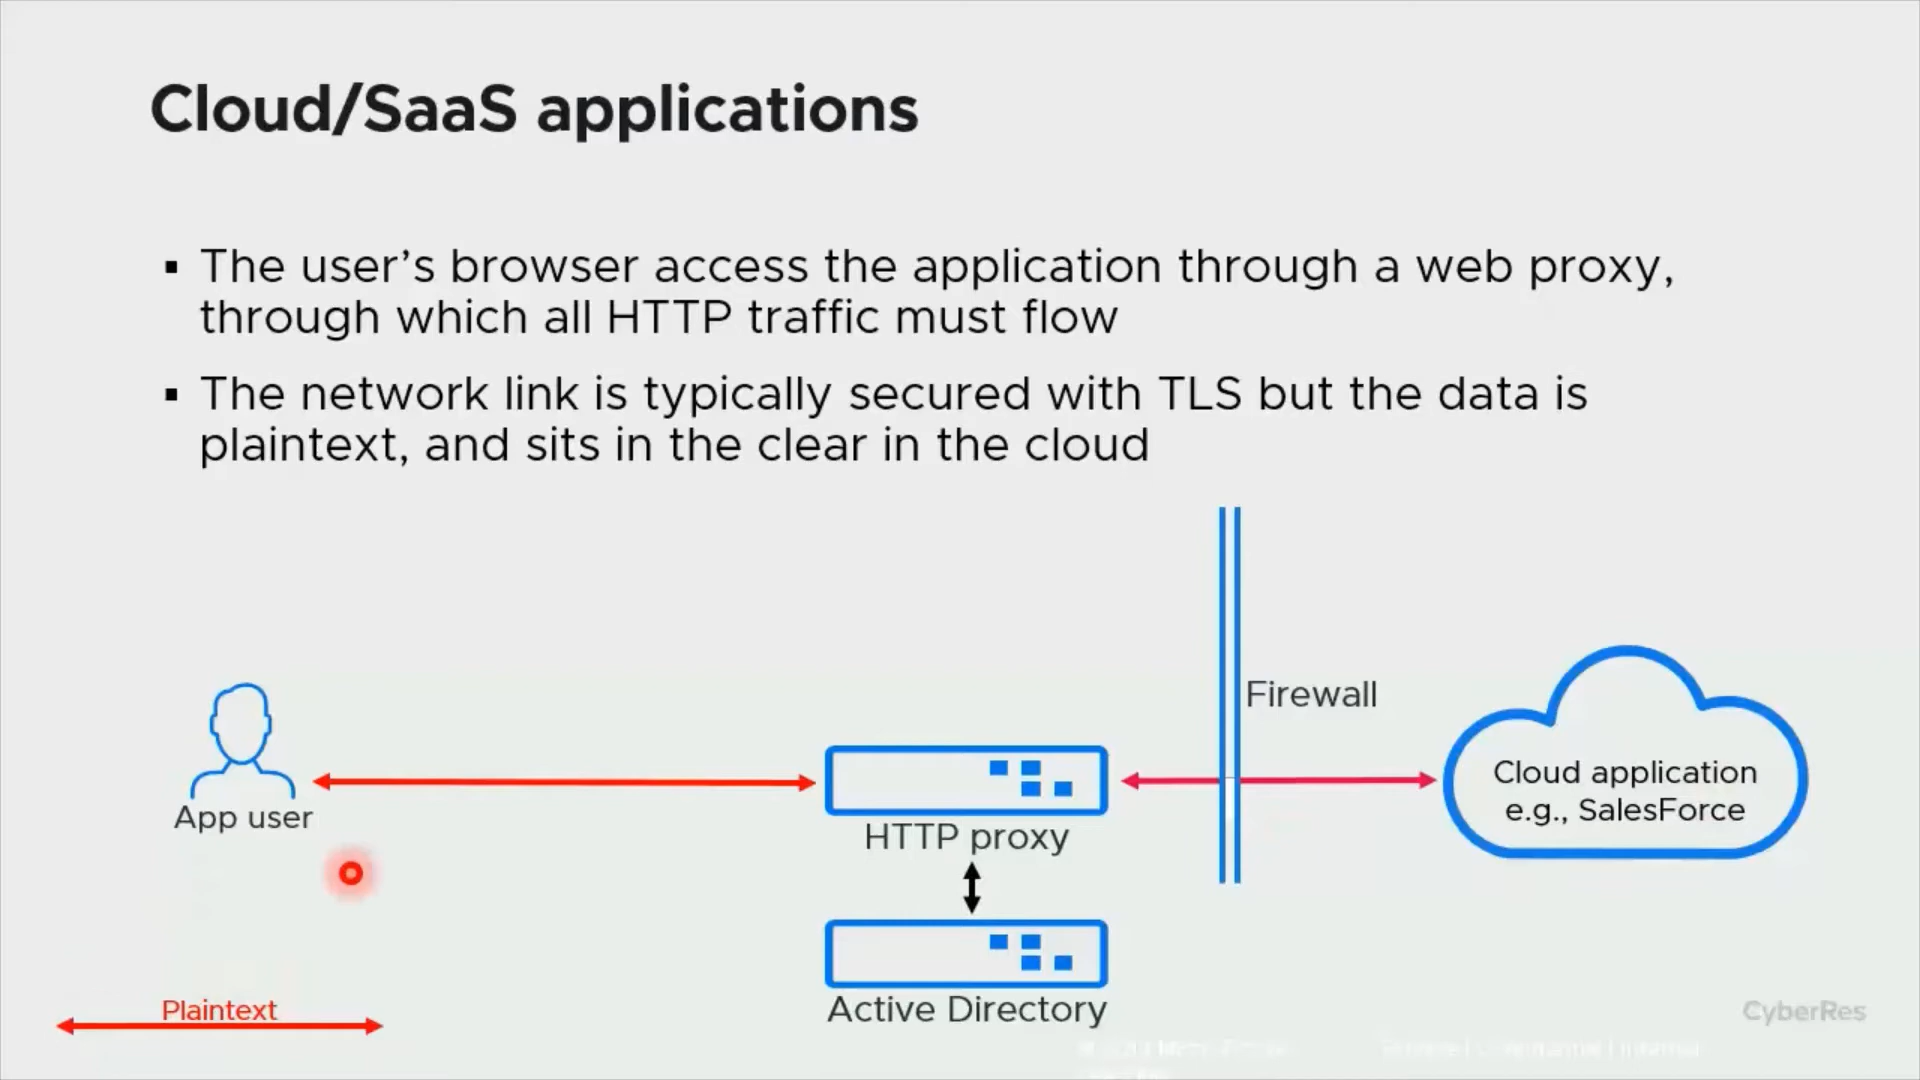 Cloud/SaaS applications
▪ The user’s browser access the application through a web proxy,
through which all HTTP traffic must flow
▪ The network link is typically secured with TLS but the data is
plaintext, and sits in the clear in the cloud
Firewall
Cloud application
e.g., SalesForce
App user
HTTP proxy
Active Directory
Plaintext
CyberRes